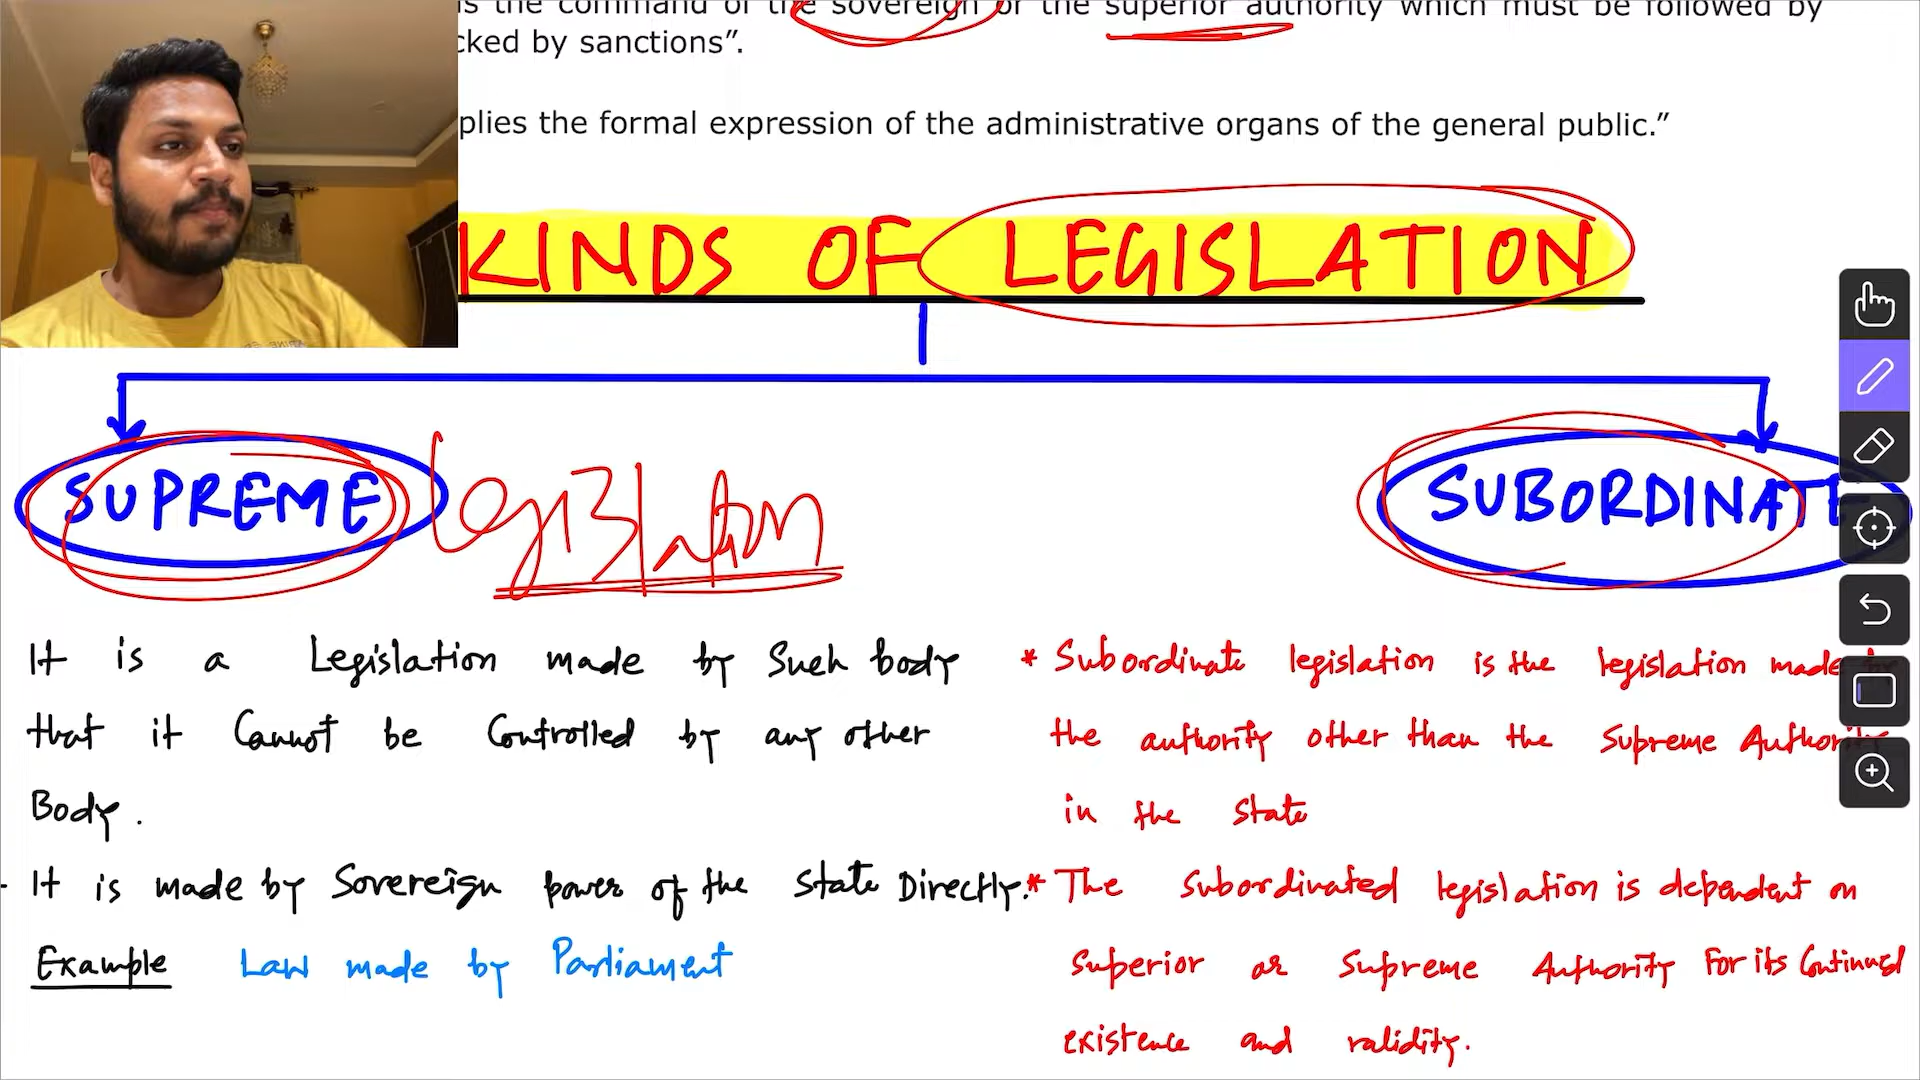 is the command of the sovereign or the superior authority which must be followed by
cked by sanctions”.
plies the formal expression of the administrative organs of the general public.”
KINDS OF LEGISLATION
SUPREME Legislation
SUBORDINATE
It is a Legislation made by Such body
that it Cannot be Controlled by any other
Body.
- It is made by Sovereign power of the State Directly.
Example Law made by Parliament
* Subordinate legislation is the legislation made by
the authority other than the Supreme Authority
in the State
* The Subordinated legislation is dependent on
Superior or Supreme Authority For its Continued
existence and validity.